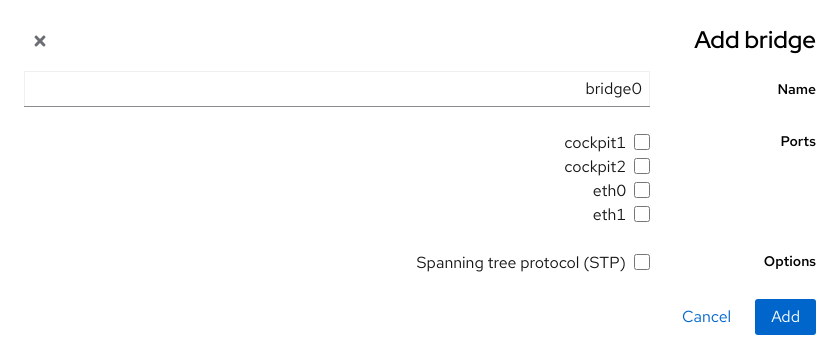 Add bridge
Name
bridge0
Ports
cockpit1
cockpit2
eth0
eth1
Options
Spanning tree protocol (STP)
Add
Cancel